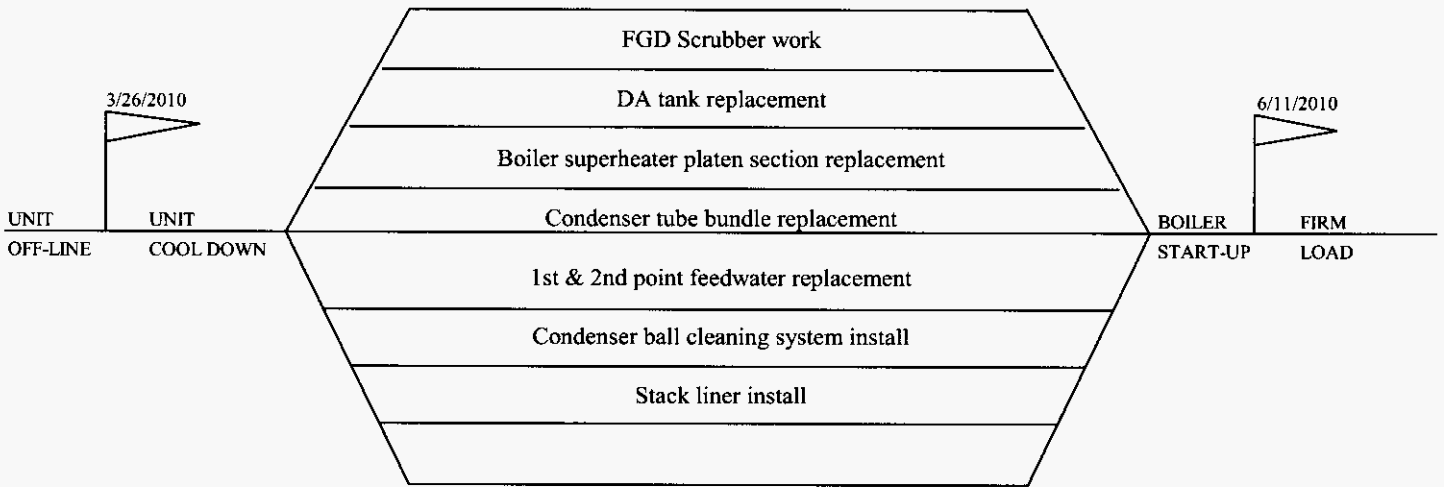 FGD Scrubber work
DA tank replacement
3/26/2010
6/11/2010
Boiler superheater platen section replacement
UNIT
OFF-LINE
UNIT
COOL DOWN
Condenser tube bundle replacement
BOILER
START-UP
FIRM
LOAD
1st & 2nd point feedwater replacement
Condenser ball cleaning system install
Stack liner install